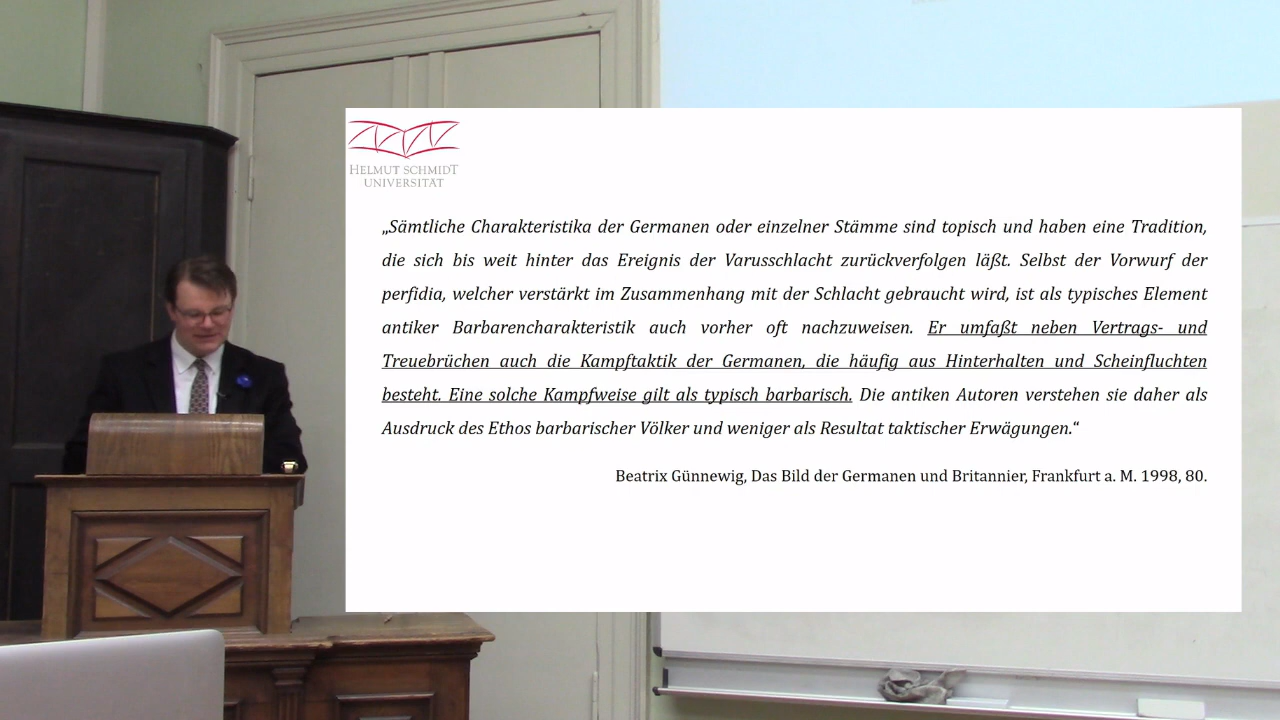 HELMUT SCHMIDT
UNIVERSITÄT
„Sämtliche Charakteristika der Germanen oder einzelner Stämme sind topisch und haben eine Tradition,
die sich bis weit hinter das Ereignis der Varusschlacht zurückverfolgen läßt. Selbst der Vorwurf der
perfidia, welcher verstärkt im Zusammenhang mit der Schlacht gebraucht wird, ist als typisches Element
antiker Barbarencharakteristik auch vorher oft nachzuweisen. Er umfaßt neben Vertrags- und
Treuebrüchen auch die Kampftaktik der Germanen, die häufig aus Hinterhalten und Scheinfluchten
besteht. Eine solche Kampfweise gilt als typisch barbarisch. Die antiken Autoren verstehen sie daher als
Ausdruck des Ethos barbarischer Völker und weniger als Resultat taktischer Erwägungen.“
Beatrix Günnewig, Das Bild der Germanen und Britannier, Frankfurt a. M. 1998, 80.